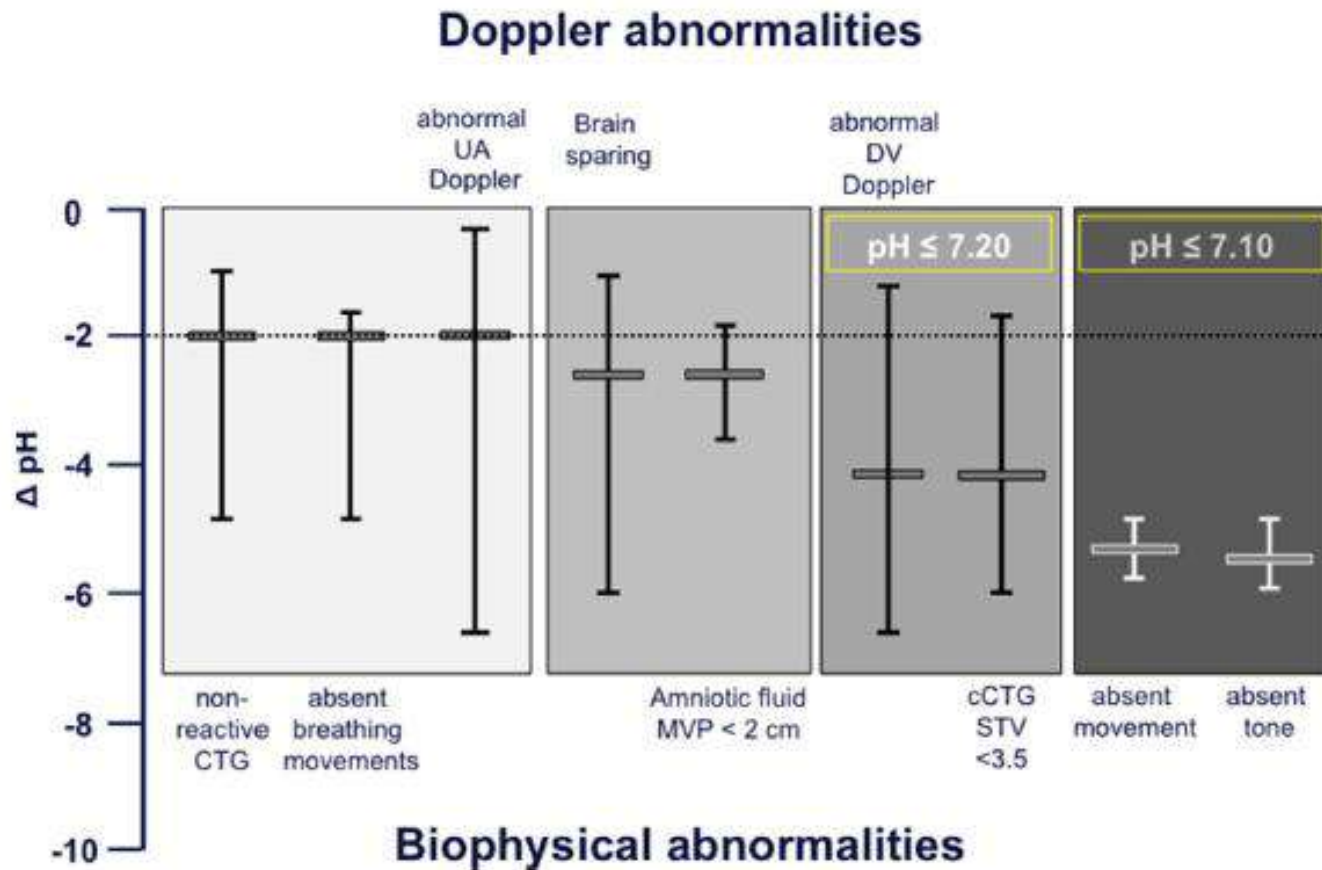 Doppler abnormalities
abnormal
UA
Doppler
Brain
sparing
abnormal
DV
Doppler
0
-2
-4
-6
-8
-10
Δ pH
pH ≤ 7.20
pH ≤ 7.10
non-
reactive
CTG
absent
breathing
movements
Amniotic fluid
MVP < 2 cm
cCTG
STV
<3.5
absent
movement
absent
tone
Biophysical abnormalities